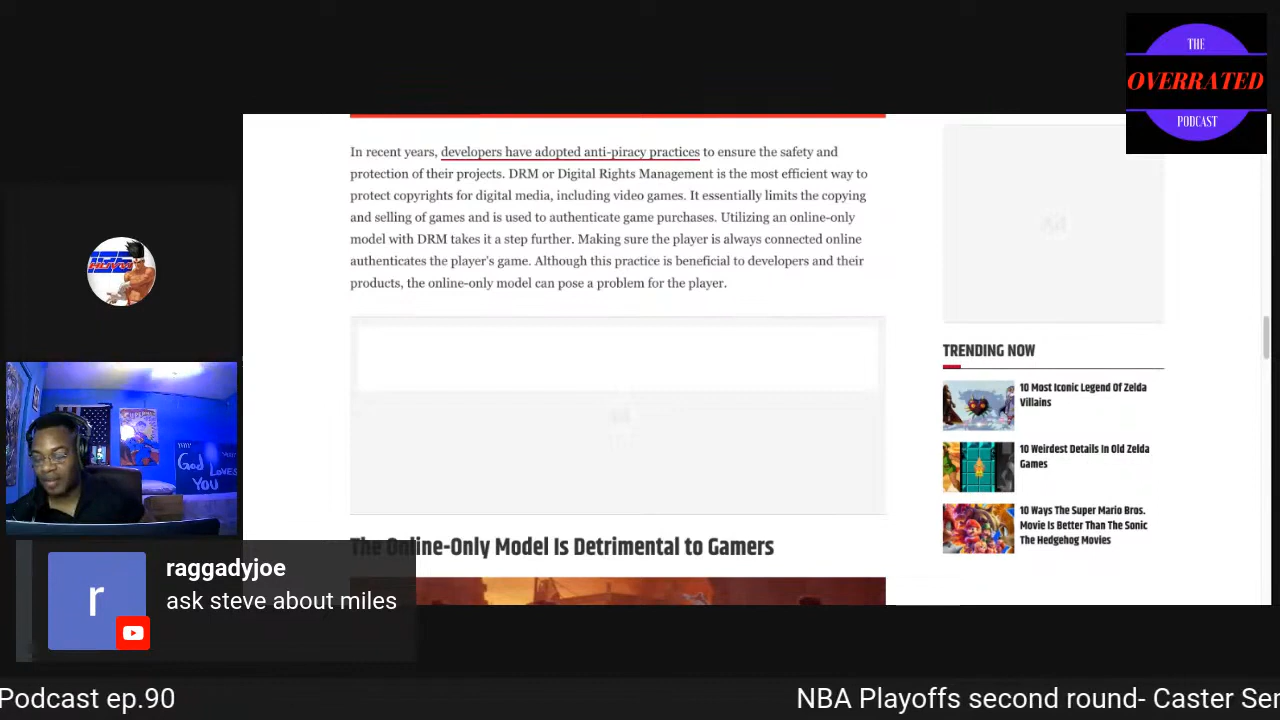 THE
OVERRATED
PODCAST
In recent years, developers have adopted anti-piracy practices to ensure the safety and
protection of their projects. DRM or Digital Rights Management is the most efficient way to
protect copyrights for digital media, including video games. It essentially limits the copying
and selling of games and is used to authenticate game purchases. Utilizing an online-only
model with DRM takes it a step further. Making sure the player is always connected online
authenticates the player's game. Although this practice is beneficial to developers and their
products, the online-only model can pose a problem for the player.
The Online-Only Model Is Detrimental to Gamers
TRENDING NOW
10 Most Iconic Legend Of Zelda
Villains
10 Weirdest Details In Old Zelda
Games
10 Ways The Super Mario Bros.
Movie Is Better Than The Sonic
The Hedgehog Movies
God Loves
You
r
raggadyjoe
ask steve about miles
Podcast ep.90
NBA Playoffs second round- Caster Ser